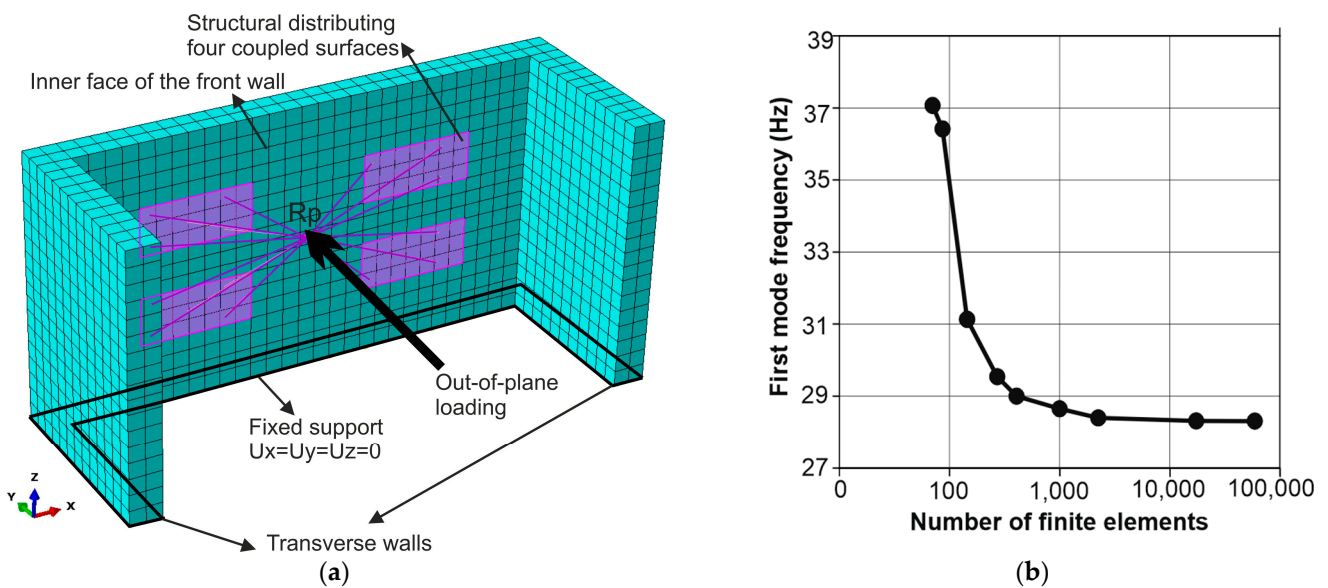 Structural distributing
four coupled surfaces
Inner face of the front wall
Rp
Out-of-plane
loading
Fixed support
Ux=Uy=Uz=0
Z
Y
X
Transverse walls
(a)
39
37
35
33
31
29
27
First mode frequency (Hz)
0
100
1,000
10,000
100,000
Number of finite elements
(b)